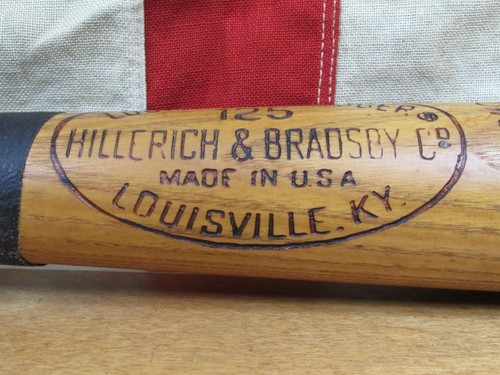 125
HILLERICH & BRADSBY CO
MADE IN U.S.A
LOUISVILLE. KY.